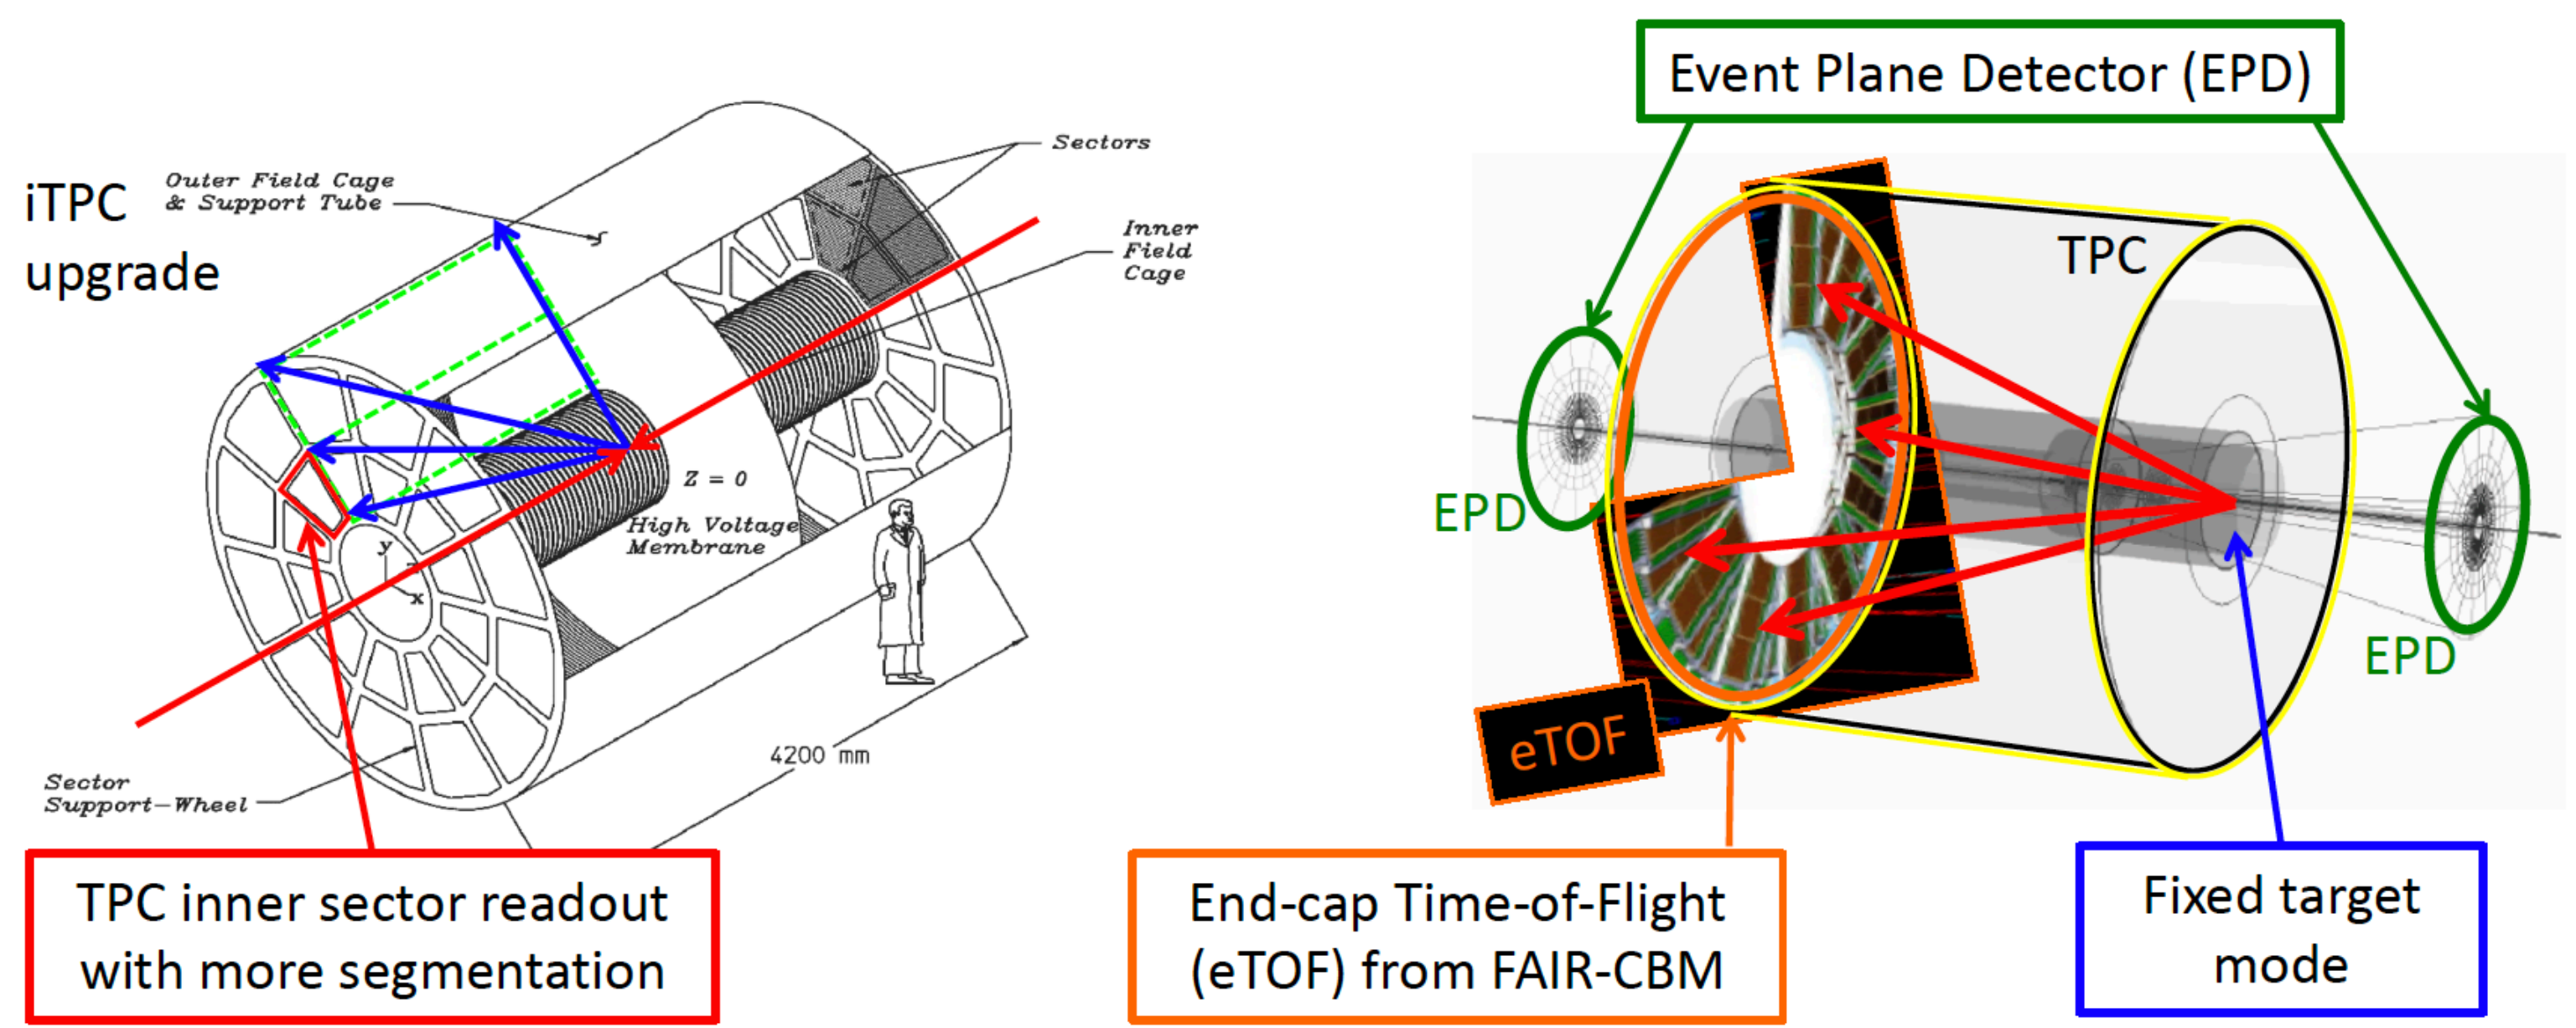 iTPC
upgrade
Outer Field Cage
& Support Tube
Sectors
Inner
Field
Cage
Z = 0
High Voltage
Membrane
y
z
x
4200 mm
Sector
Support-Wheel
TPC inner sector readout
with more segmentation
Event Plane Detector (EPD)
TPC
EPD
EPD
eTOF
End-cap Time-of-Flight
(eTOF) from FAIR-CBM
Fixed target
mode